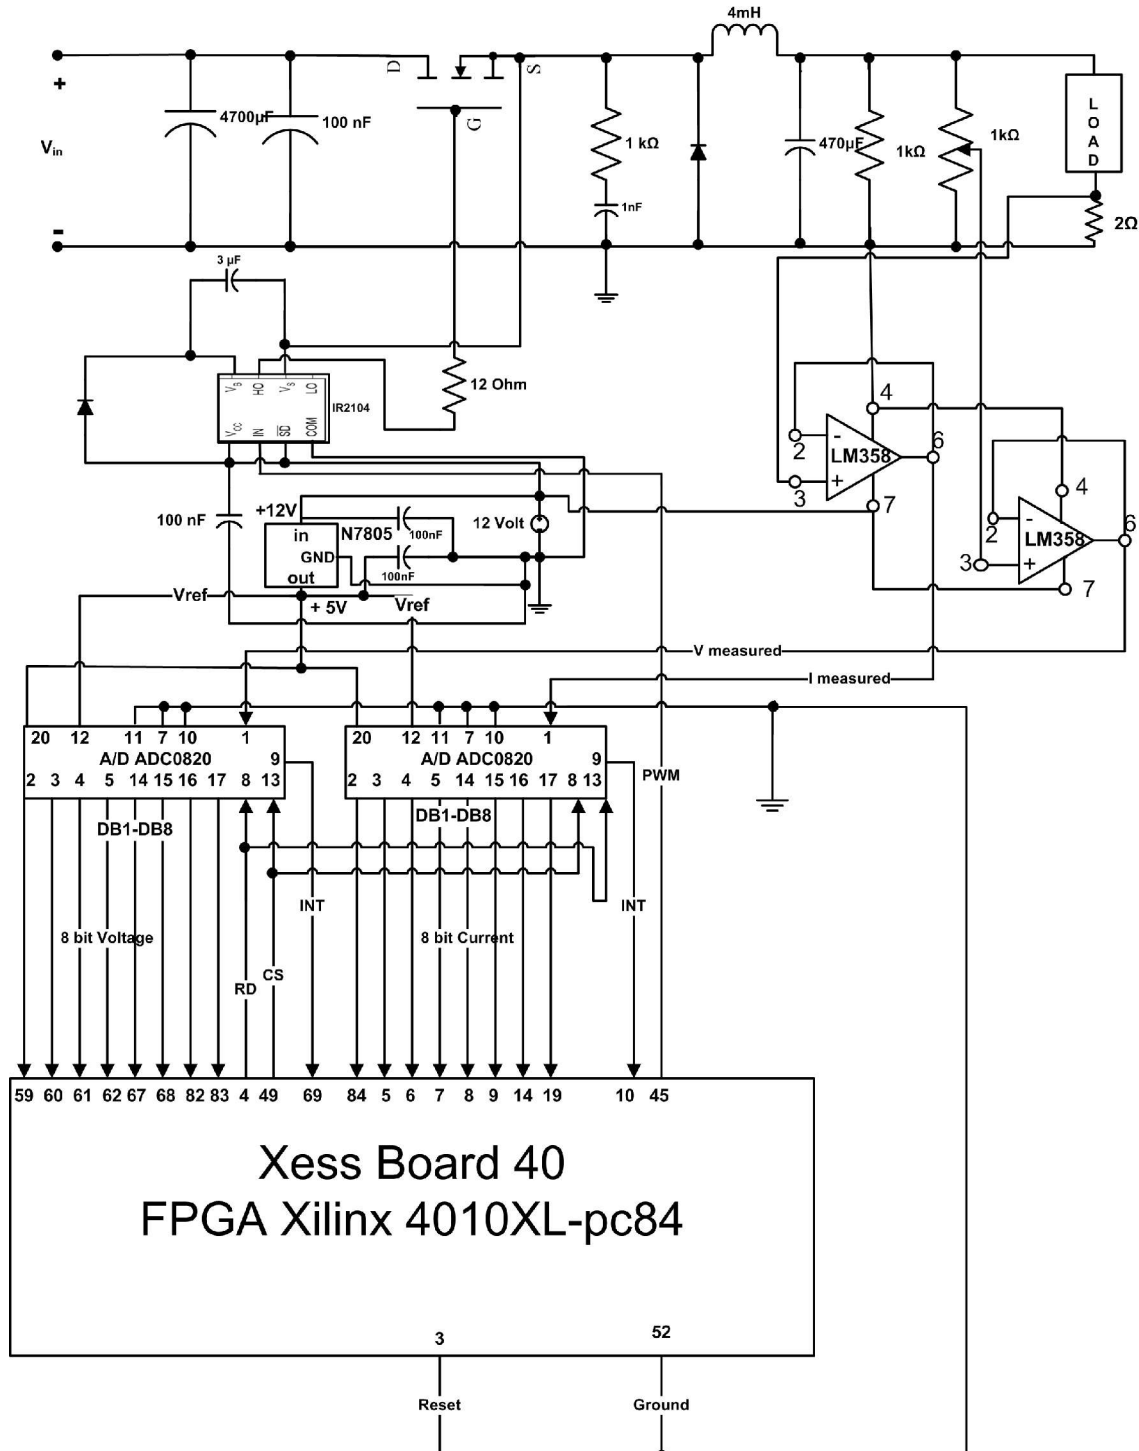 4mH
D
S
G
+
4700µF
100 nF
1 kΩ
470µF
1kΩ
1kΩ
LOAD
Vin
1nF
-
2Ω
3 µF
VB
HO
VS
LO
IR2104
VCC
IN
SD
COM
12 Ohm
4
2
-
LM358
6
3
+
7
4
2
-
LM358
6
3
+
7
100 nF
+12V
in
N7805
100nF
12 Volt
GND
out
100nF
Vref
+ 5V
Vref
V measured
I measured
20 12 11 7 10 1
A/D ADC0820
9
2 3 4 5 14 15 16 17 8 13
DB1-DB8
20 12 11 7 10 1
A/D ADC0820
9
2 3 4 5 14 15 16 17 8 13
DB1-DB8
PWM
INT
INT
8 bit Voltage
8 bit Current
CS
RD
59 60 61 62 67 68 82 83 4 49 69 84 5 6 7 8 9 14 19 10 45
Xess Board 40
FPGA Xilinx 4010XL-pc84
3
52
Reset
Ground